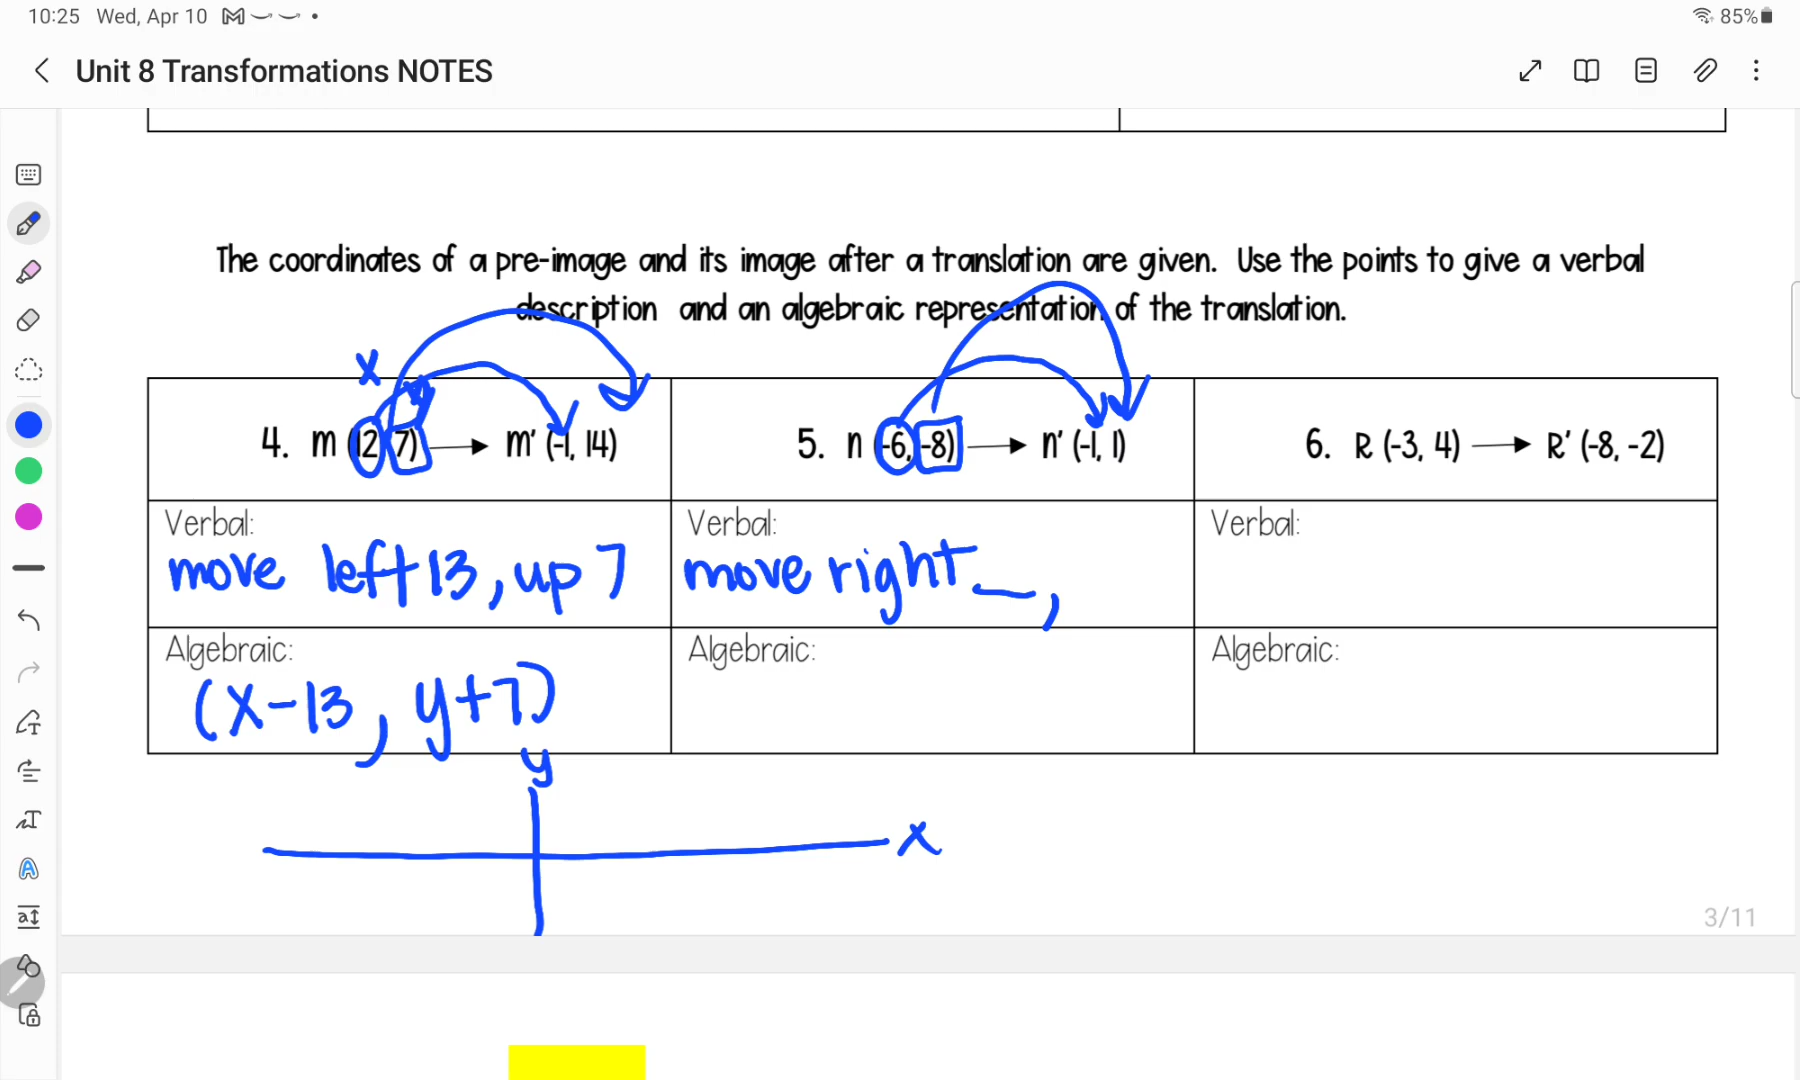 10:25 Wed, Apr 10
85%
Unit 8 Transformations NOTES
The coordinates of a pre-image and its image after a translation are given. Use the points to give a verbal
description and an algebraic representation of the translation.
x
4. m (12, 7) → m' (-1, 14)
5. n (-6, -8) → n' (-1, 1)
6. R (-3, 4) → R' (-8, -2)
Verbal:
move left 13, up 7
Verbal:
move right _,
Verbal:
Algebraic:
(x-13, y+7)
Algebraic:
Algebraic:
y
x
3/11